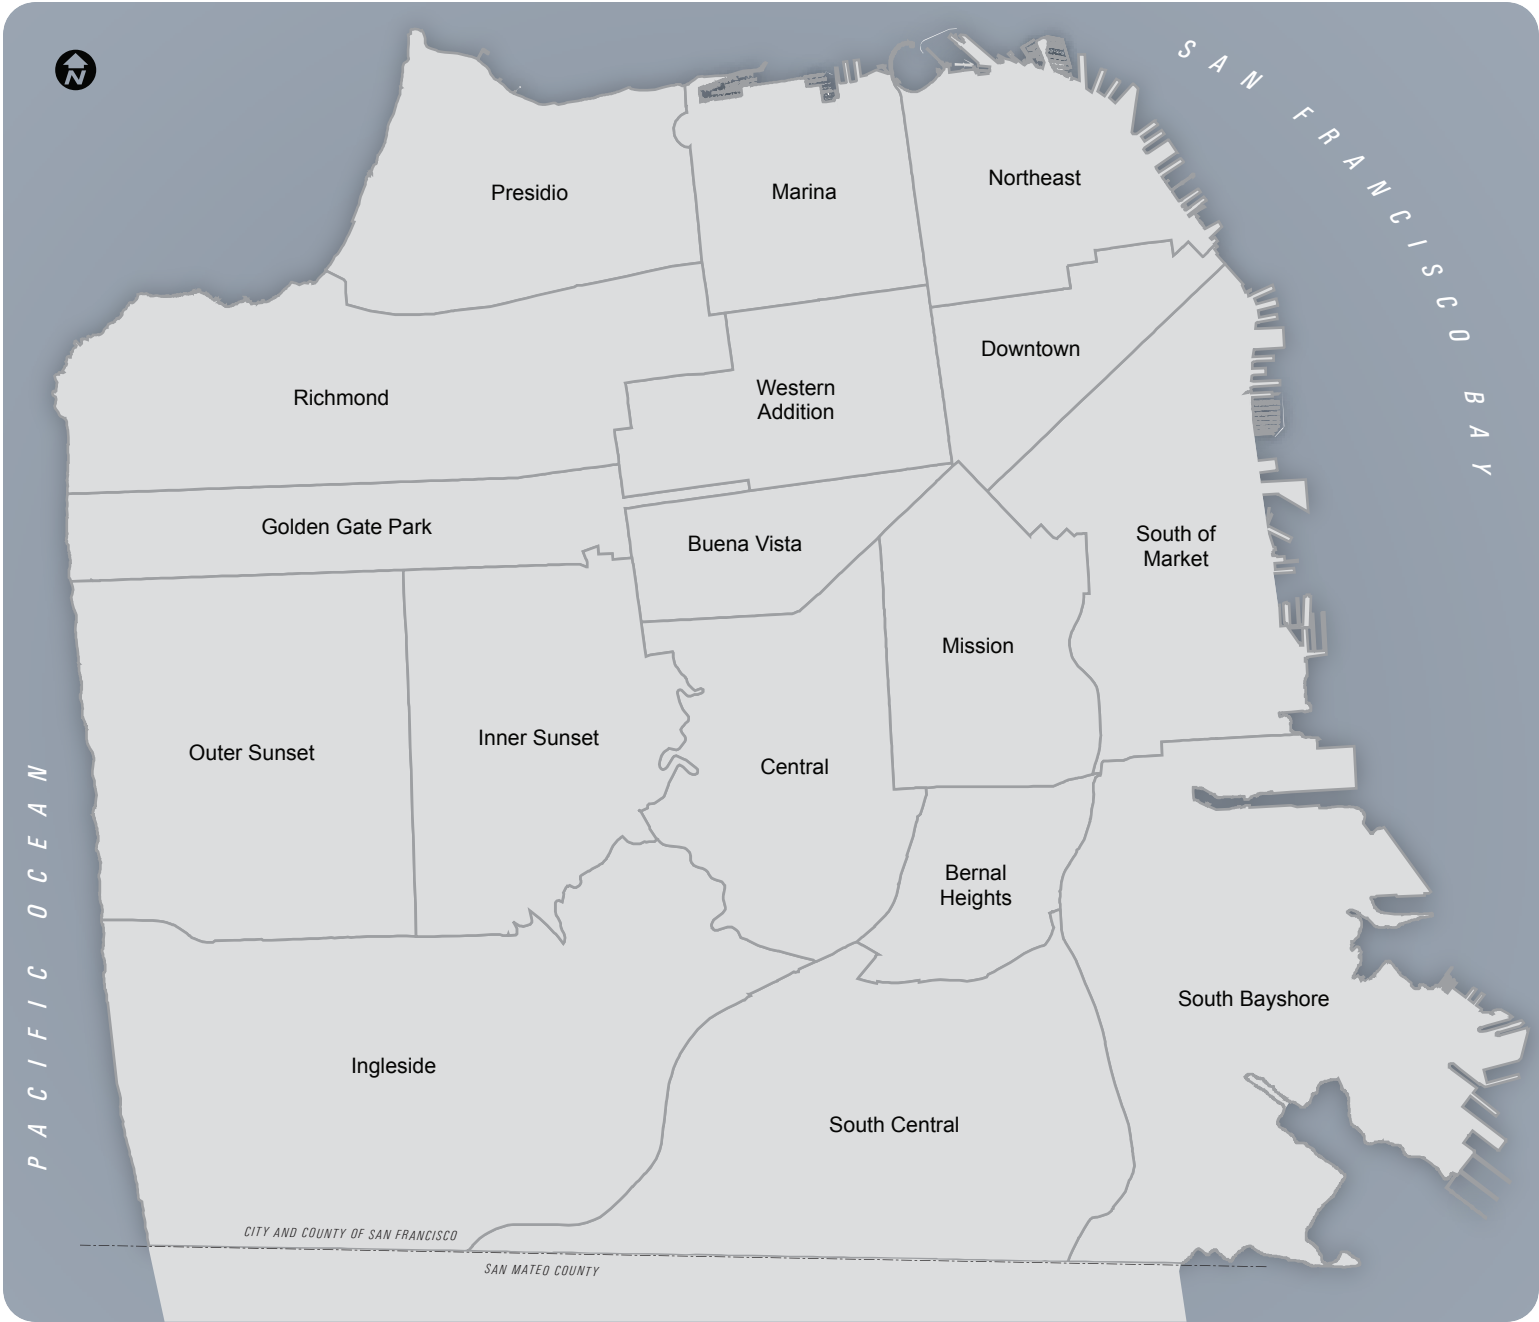 N
SAN FRANCISCO BAY
Presidio
Marina
Northeast
Downtown
Richmond
Western
Addition
Golden Gate Park
Buena Vista
South of
Market
Mission
Outer Sunset
Inner Sunset
Central
PACIFIC OCEAN
Bernal
Heights
South Bayshore
Ingleside
South Central
CITY AND COUNTY OF SAN FRANCISCO
SAN MATEO COUNTY